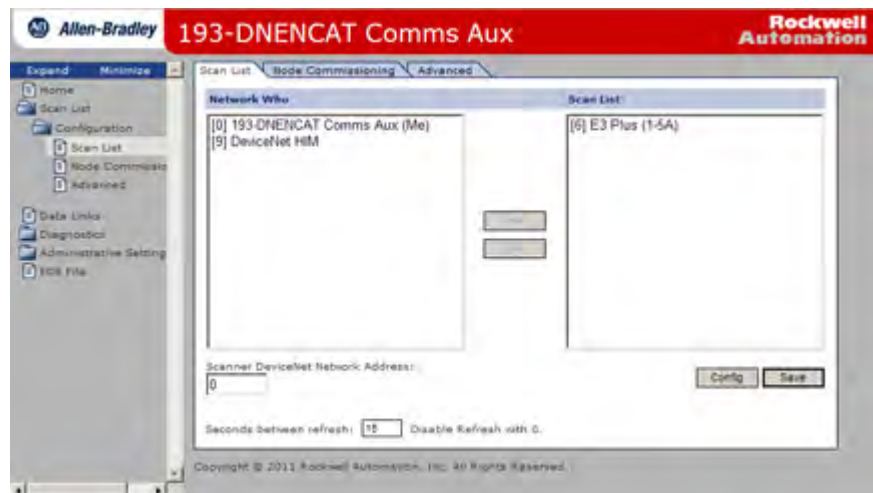 Allen-Bradley
193-DNENCAT Comms Aux
Rockwell
Automation
Expand Minimize
Home
Scan List
Configuration
Scan List
Node Commissio
Advanced
Data Links
Diagnostics
Administrative Setting
EDS File
Scan List Node Commissioning Advanced
Network Who
[0] 193-DNENCAT Comms Aux (Me)
[9] DeviceNet HIM
Scan List
[6] E3 Plus (1-5A)
Scanner DeviceNet Network Address:
0
Config Save
Seconds between refresh: 15 Disable Refresh with 0.
Copyright © 2011 Rockwell Automation, Inc. All Rights Reserved.